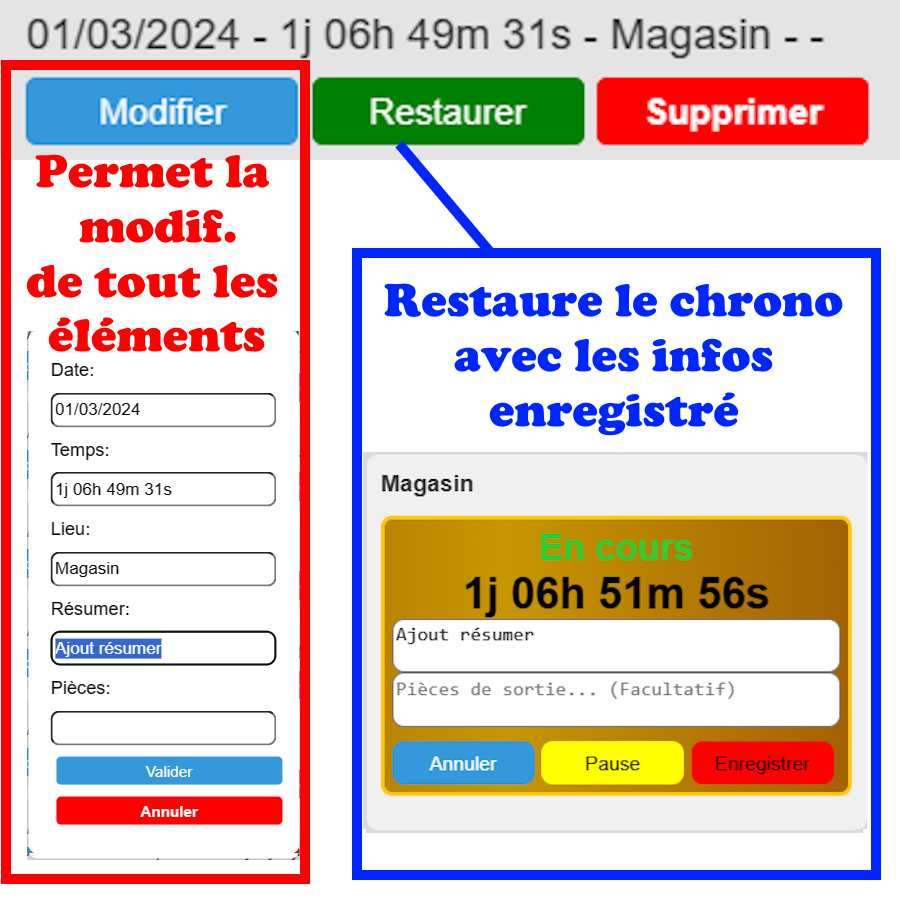 01/03/2024 - 1j 06h 49m 31s - Magasin - -
Modifier
Restaurer
Supprimer
Permet la
modif.
de tout les
éléments
Date:
01/03/2024
Temps:
1j 06h 49m 31s
Lieu:
Magasin
Résumer:
Ajout résumer
Pièces:
Valider
Annuler
Restaure le chrono
avec les infos
enregistré
Magasin
En cours
1j 06h 51m 56s
Ajout résumer
Pièces de sortie... (Facultatif)
Annuler
Pause
Enregistrer